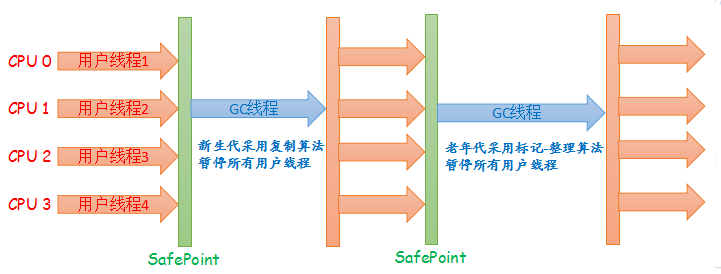 CPU 0
用户线程1
CPU 1
用户线程2
CPU 2
用户线程3
CPU 3
用户线程4
GC线程
新生代采用复制算法
暂停所有用户线程
GC线程
老年代采用标记-整理算法
暂停所有用户线程
SafePoint
SafePoint